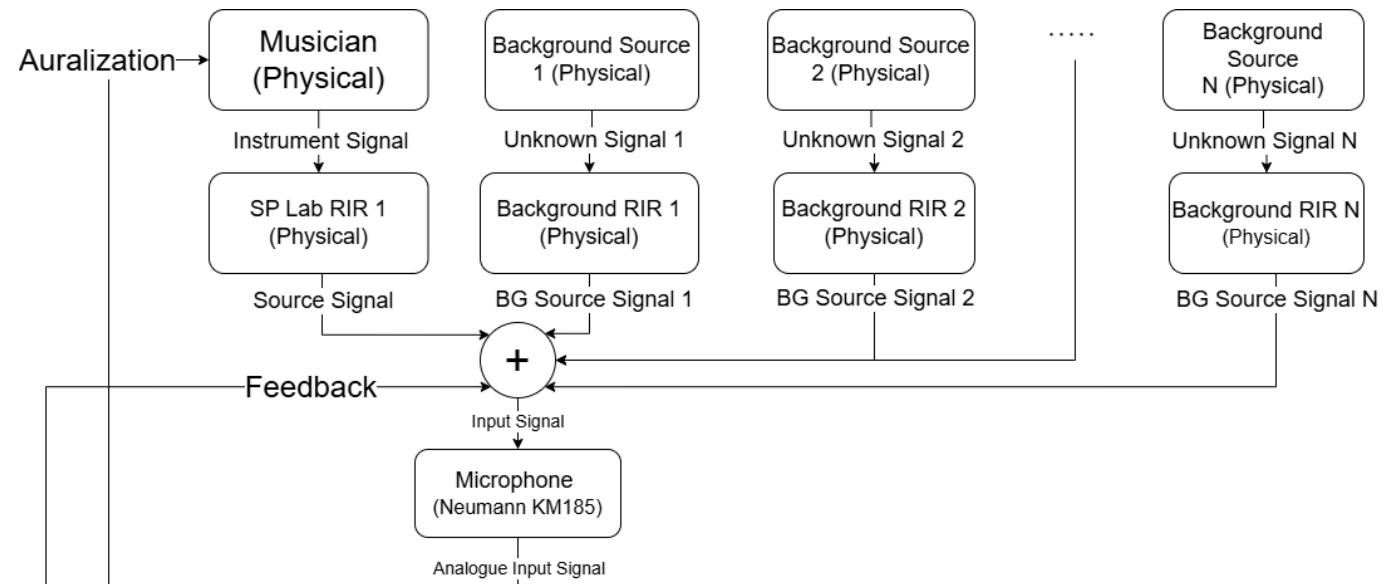 Auralization
Musician
(Physical)
Background Source
1 (Physical)
Background Source
2 (Physical)
.....
Background
Source
N (Physical)
Instrument Signal
Unknown Signal 1
Unknown Signal 2
Unknown Signal N
SP Lab RIR 1
(Physical)
Background RIR 1
(Physical)
Background RIR 2
(Physical)
Background RIR N
(Physical)
Source Signal
BG Source Signal 1
BG Source Signal 2
BG Source Signal N
+
Feedback
Input Signal
Microphone
(Neumann KM185)
Analogue Input Signal